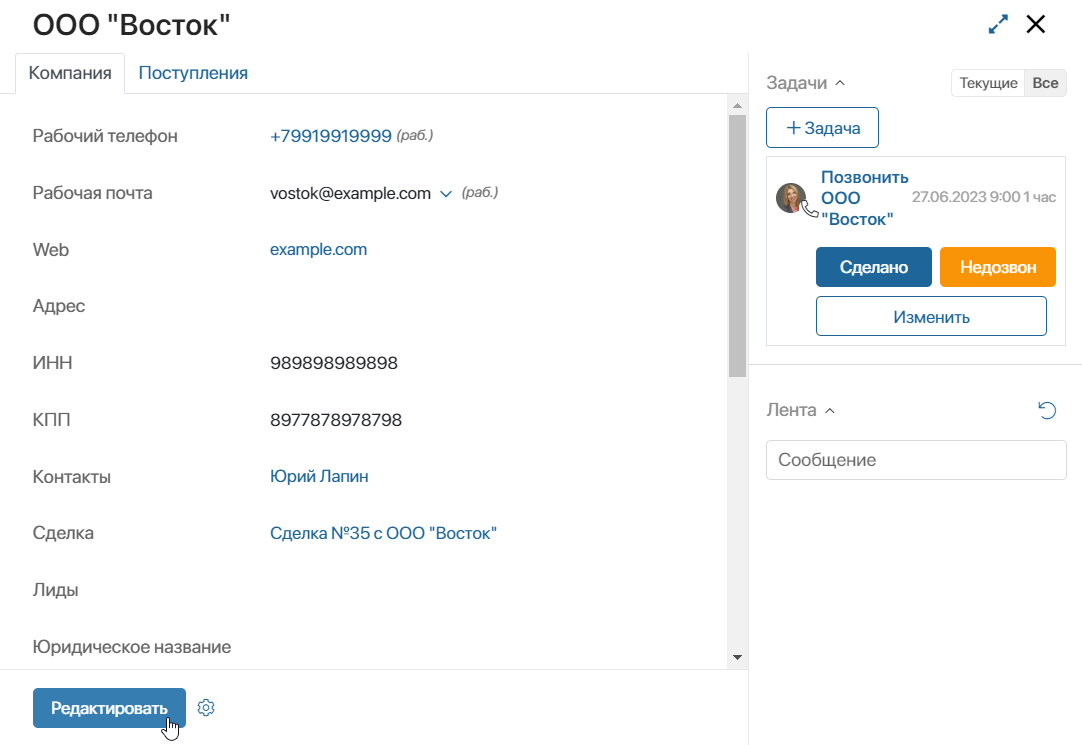 ООО "Восток"
Компания
Поступления
Рабочий телефон
+79919919999 (раб.)
Рабочая почта
vostok@example.com (раб.)
Web
example.com
Адрес
ИНН
989898989898
КПП
8977878978798
Контакты
Юрий Лапин
Сделка
Сделка №35 с ООО "Восток"
Лиды
Юридическое название
Редактировать
Задачи
Текущие
Все
+ Задача
Позвонить
ООО
"Восток"
27.06.2023 9:00 1 час
Сделано
Недозвон
Изменить
Лента
Сообщение